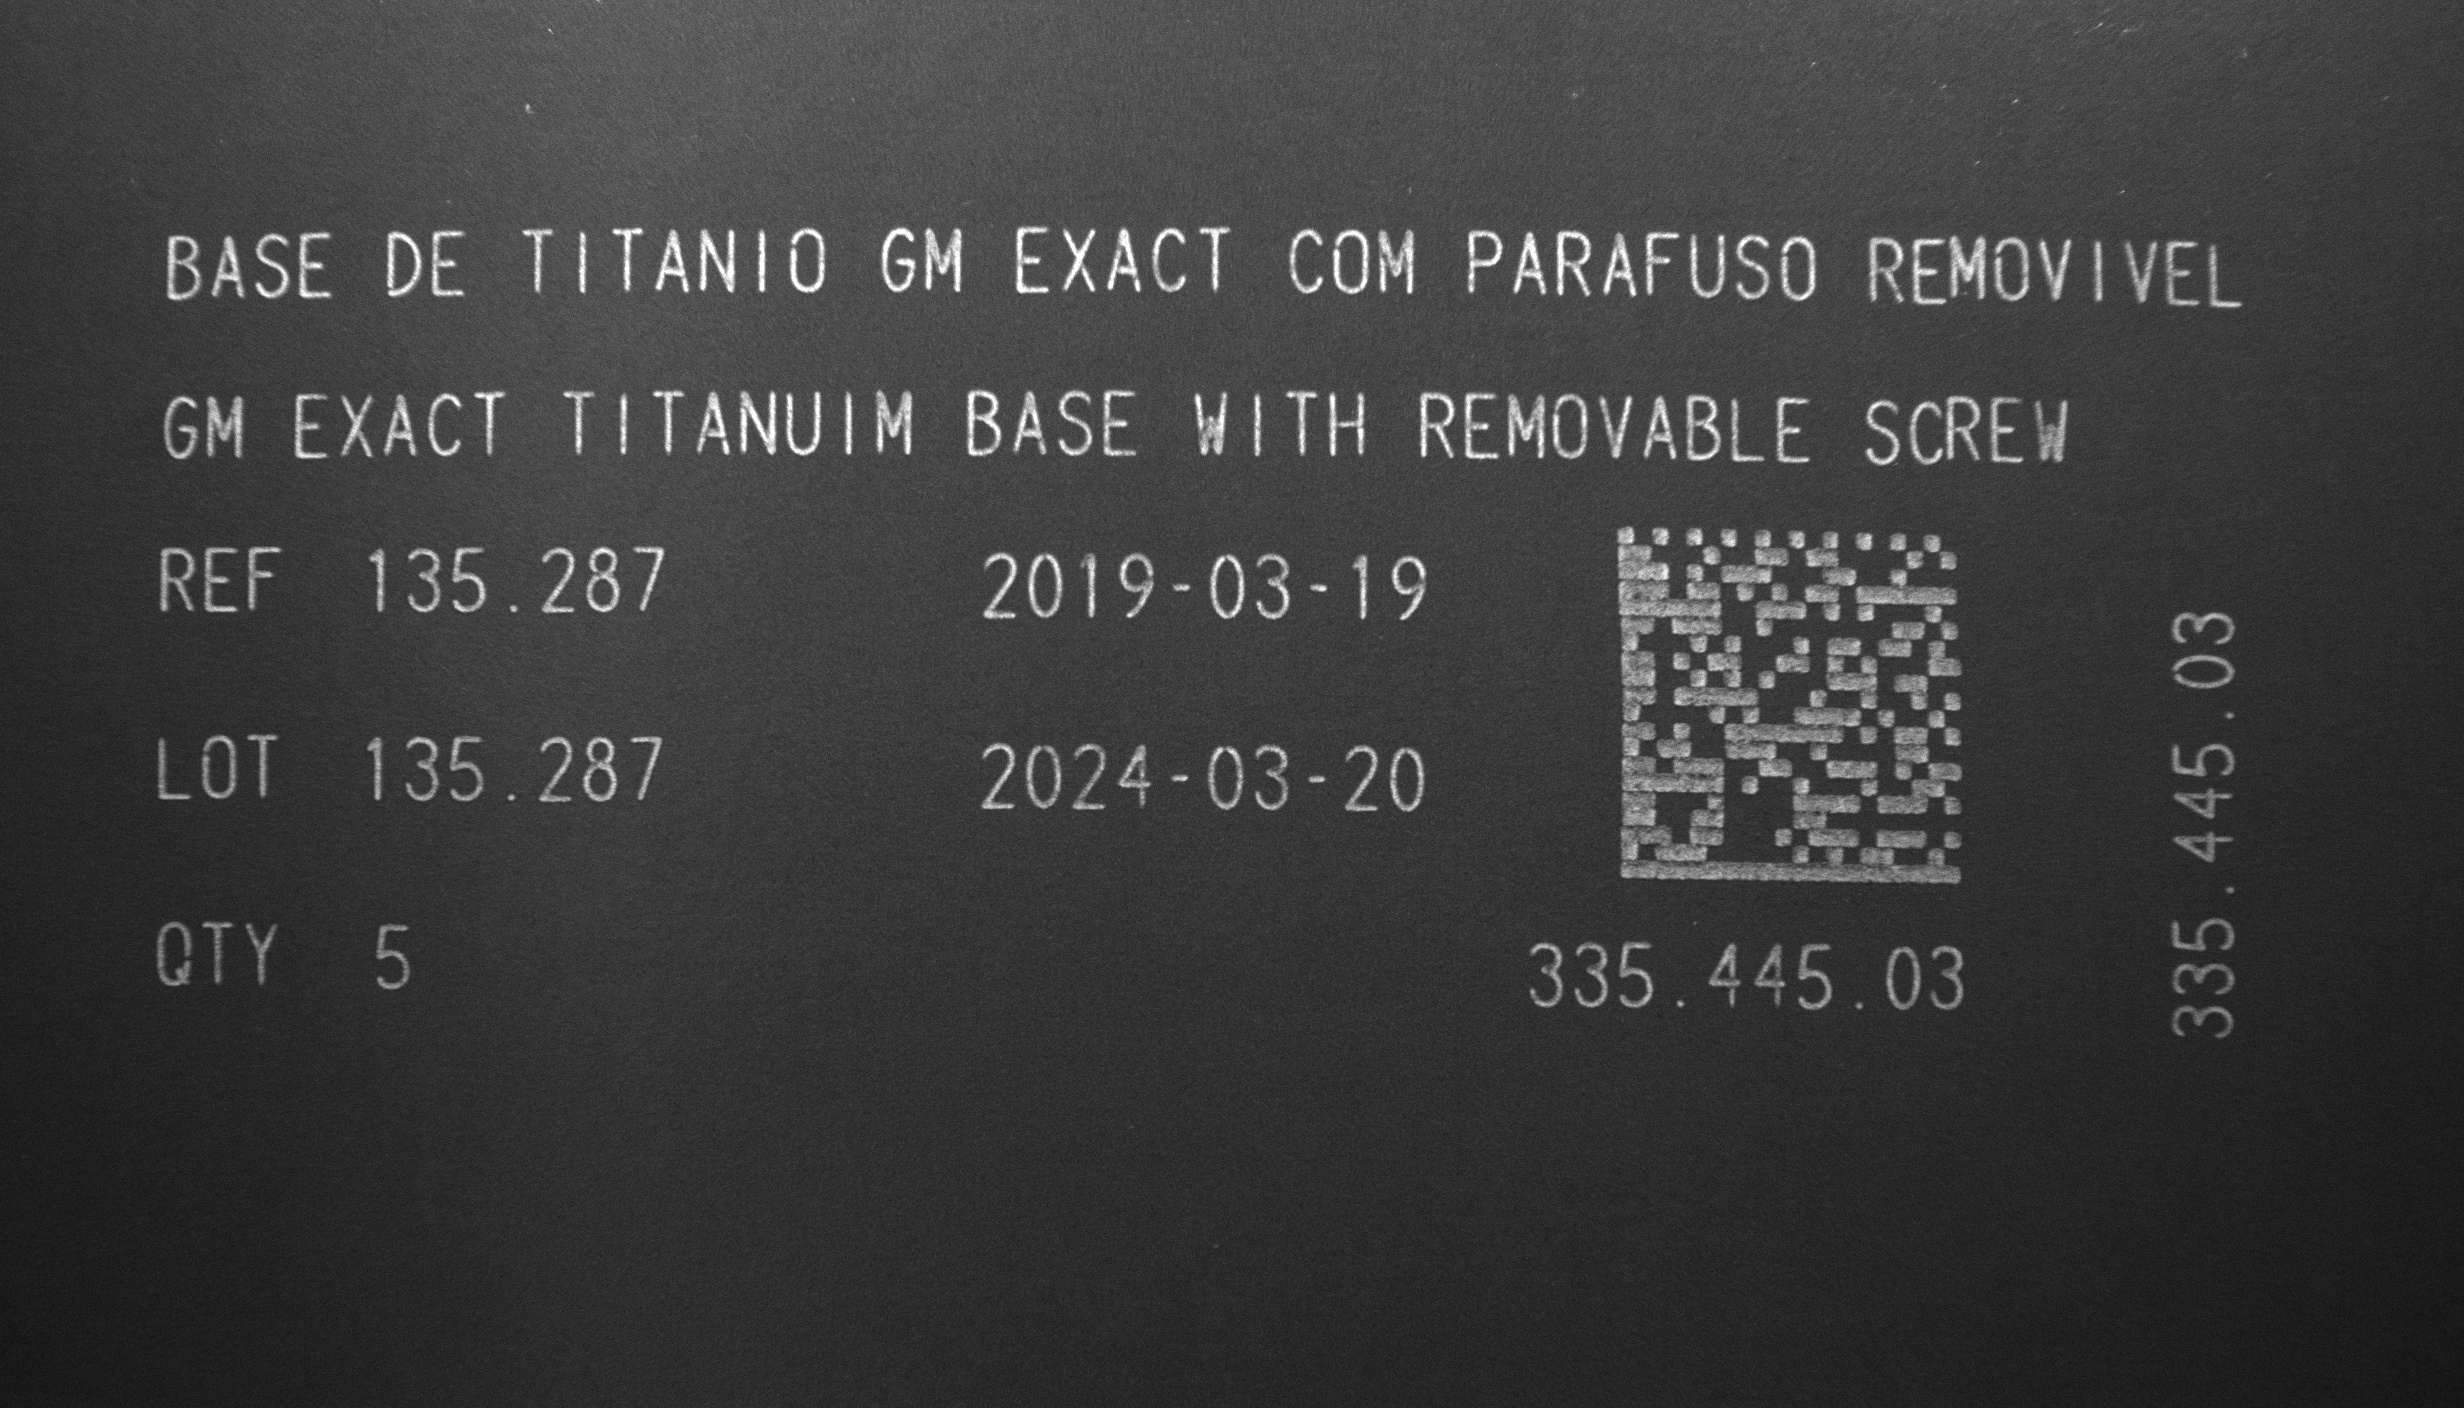 BASE DE TITANIO GM EXACT COM PARAFUSO REMOVIVEL
GM EXACT TITANUIM BASE WITH REMOVABLE SCREW
REF 135.287 2019-03-19
LOT 135.287 2024-03-20
QTY 5
335.445.03
335.445.03